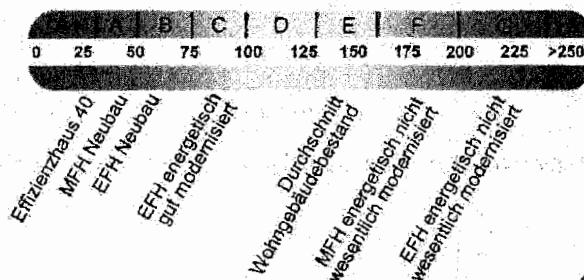 A B C D E F G
0 25 50 75 100 125 150 175 200 225 >250
Effizienzhaus 40
MFH Neubau
EFH Neubau
EFH energetisch
gut modernisiert
Durchschnitt
Wohngebäudebestand
MFH energetisch nicht
wesentlich modernisiert
EFH energetisch nicht
wesentlich modernisiert